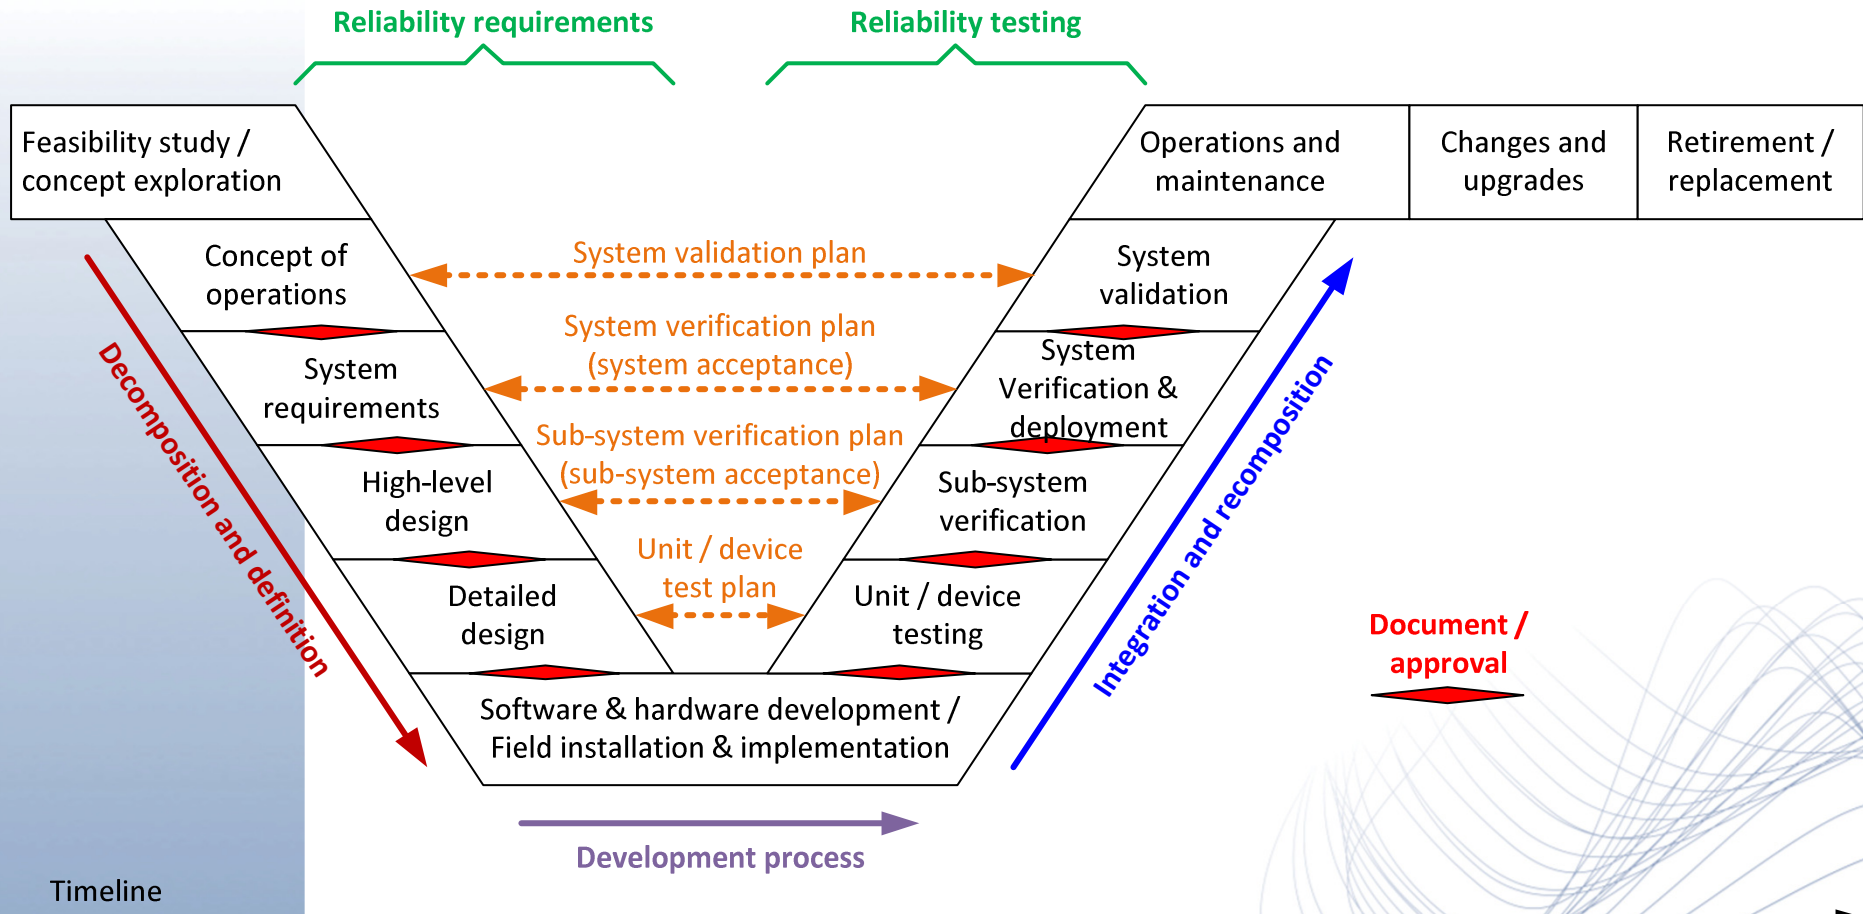 Reliability requirements
Reliability testing
Feasibility study /
concept exploration
Operations and
maintenance
Changes and
upgrades
Retirement /
replacement
Concept of
operations
System validation plan
System
validation
System requirements
System verification plan
(system acceptance)
System
Verification &
deployment
High-level
design
Sub-system verification plan
(sub-system acceptance)
Sub-system
verification
Detailed
design
Unit / device
test plan
Unit / device
testing
Software & hardware development /
Field installation & implementation
Decomposition and definition
Integration and recomposition
Document /
approval
Development process
Timeline